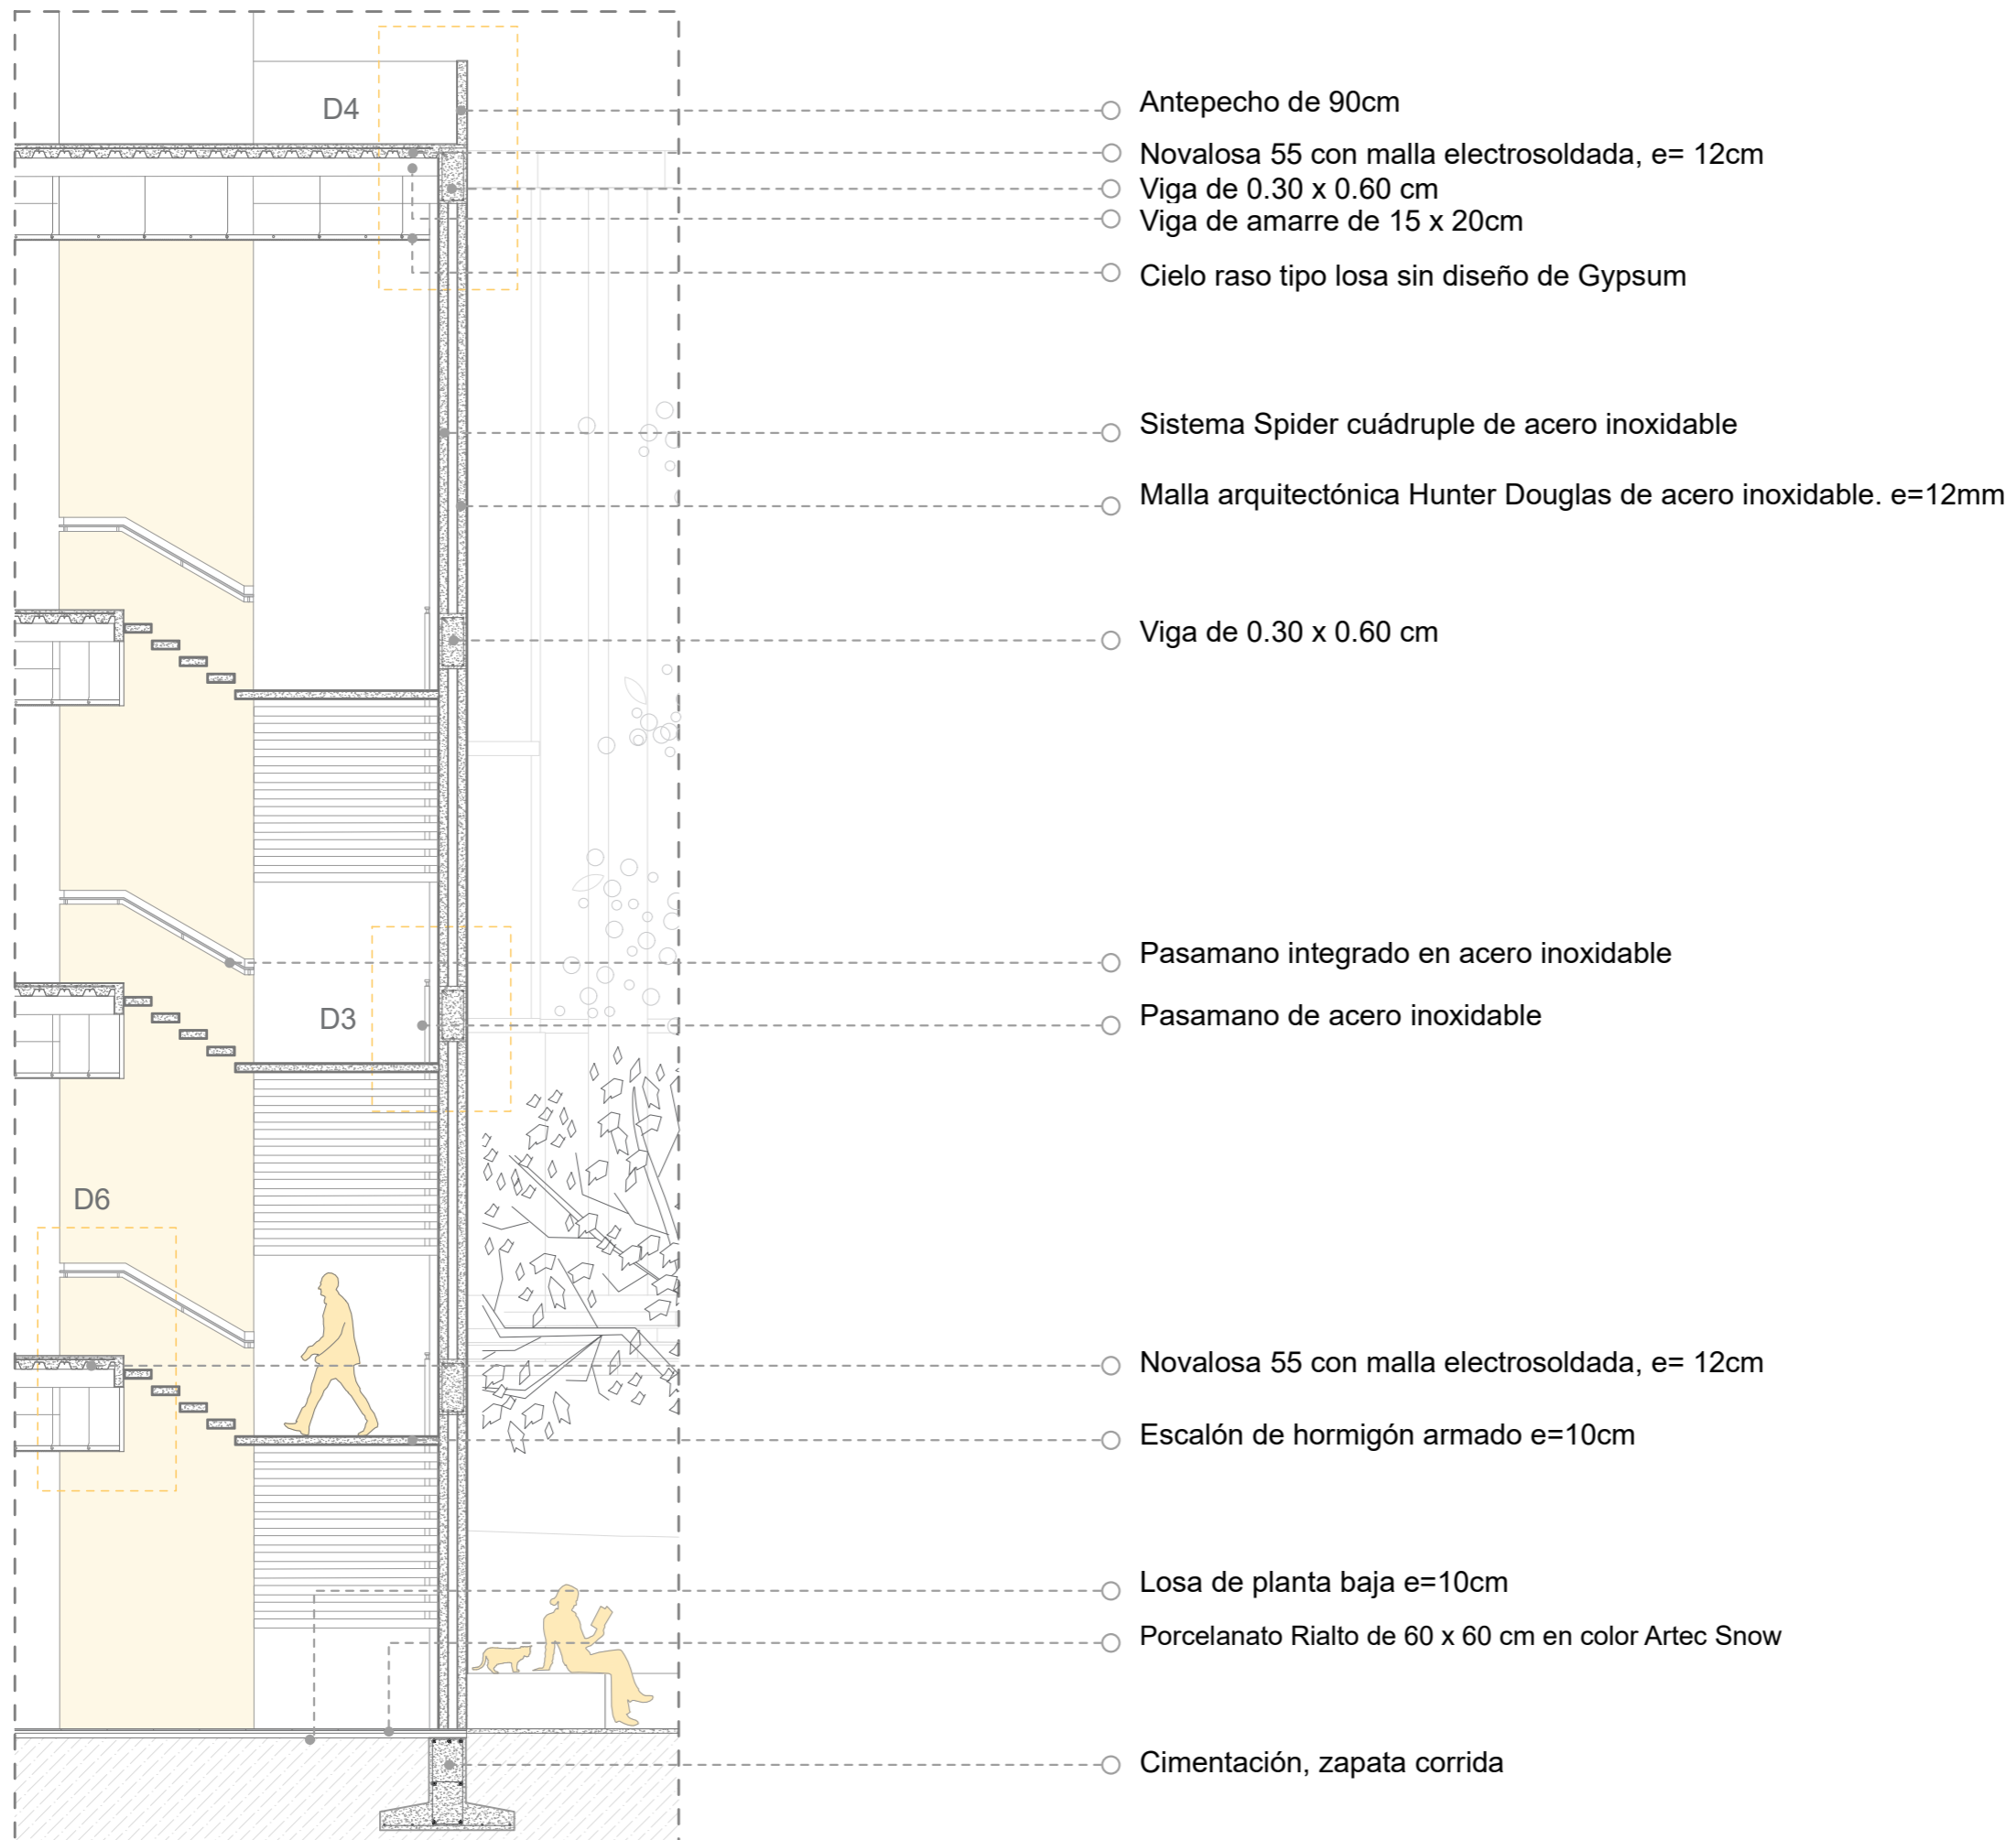 D4
Antepecho de 90cm
Novalosa 55 con malla electrosoldada, e= 12cm
Viga de 0.30 x 0.60 cm
Viga de amarre de 15 x 20cm
Cielo raso tipo losa sin diseño de Gypsum
Sistema Spider cuádruple de acero inoxidable
Malla arquitectónica Hunter Douglas de acero inoxidable. e=12mm
Viga de 0.30 x 0.60 cm
Pasamano integrado en acero inoxidable
D3
Pasamano de acero inoxidable
D6
Novalosa 55 con malla electrosoldada, e= 12cm
Escalón de hormigón armado e=10cm
Losa de planta baja e=10cm
Porcelanato Rialto de 60 x 60 cm en color Artec Snow
Cimentación, zapata corrida